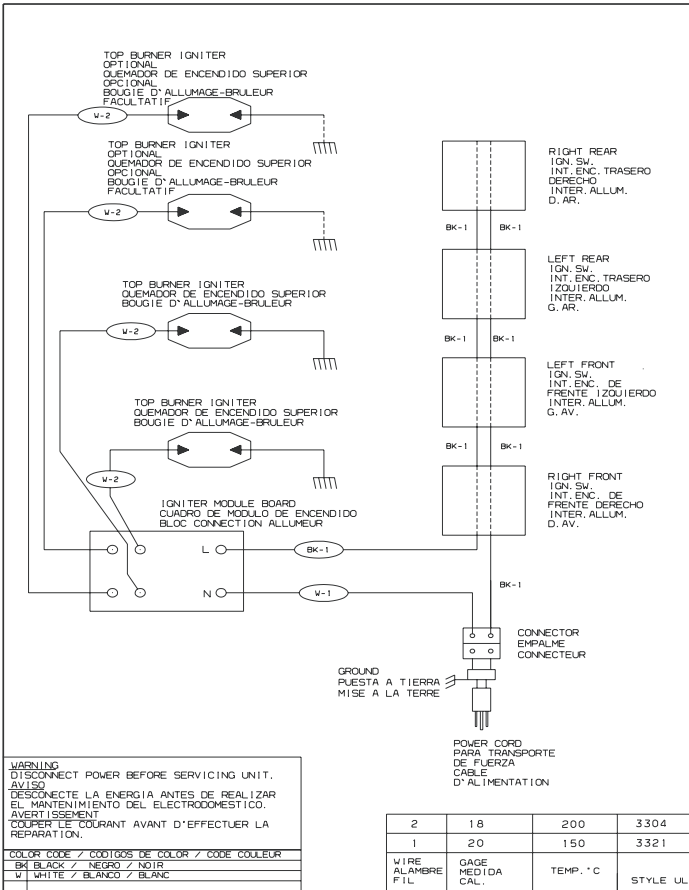 TOP BURNER IGNITER
OPTIONAL
QUEMADOR DE ENCENDIDO SUPERIOR
OPCIONAL
BOUGIE D`ALLUMAGE-BRULEUR
FACULTATIF
W-2
TOP BURNER IGNITER
OPTIONAL
QUEMADOR DE ENCENDIDO SUPERIOR
OPCIONAL
BOUGIE D`ALLUMAGE-BRULEUR
FACULTATIF
W-2
TOP BURNER IGNITER
QUEMADOR DE ENCENDIDO SUPERIOR
BOUGIE D`ALLUMAGE-BRULEUR
W-2
TOP BURNER IGNITER
QUEMADOR DE ENCENDIDO SUPERIOR
BOUGIE D`ALLUMAGE-BRULEUR
W-2
IGNITER MODULE BOARD
CUADRO DE MODULO DE ENCENDIDO
BLOC CONNECTION ALLUMEUR
L
BK-1
N
W-1
RIGHT REAR
IGN.SW.
INT.ENC.TRASERO
DERECHO
INTER.ALLUM.
D.AR.
BK-1 BK-1
LEFT REAR
IGN.SW.
INT.ENC.TRASERO
IZQUIERDO
INTER.ALLUM.
G.AR.
BK-1 BK-1
LEFT FRONT
IGN.SW.
INT.ENC. DE
FRENTE IZQUIERDO
INTER.ALLUM.
G.AV.
BK-1 BK-1
RIGHT FRONT
IGN.SW.
INT.ENC. DE
FRENTE DERECHO
INTER.ALLUM.
D.AV.
BK-1
CONNECTOR
EMPALME
CONNECTEUR
GROUND
PUESTA A TIERRA
MISE A LA TERRE
POWER CORD
PARA TRANSPORTE
DE FUERZA
CABLE
D`ALIMENTATION
WARNING
DISCONNECT POWER BEFORE SERVICING UNIT.
AVISO
DESCONECTE LA ENERGIA ANTES DE REALIZAR
EL MANTENIMIENTO DEL ELECTRODOMESTICO.
AVERTISSEMENT
COUPER LE COURANT AVANT D'EFFECTUER LA
REPARATION.
COLOR CODE / CODIGOS DE COLOR / CODE COULEUR
BK BLACK / NEGRO / NOIR
W WHITE / BLANCO / BLANC
2 18 200 3304
1 20 150 3321
WIRE
ALAMBRE
FIL
GAGE
MEDIDA
CAL.
TEMP.°C
STYLE UL